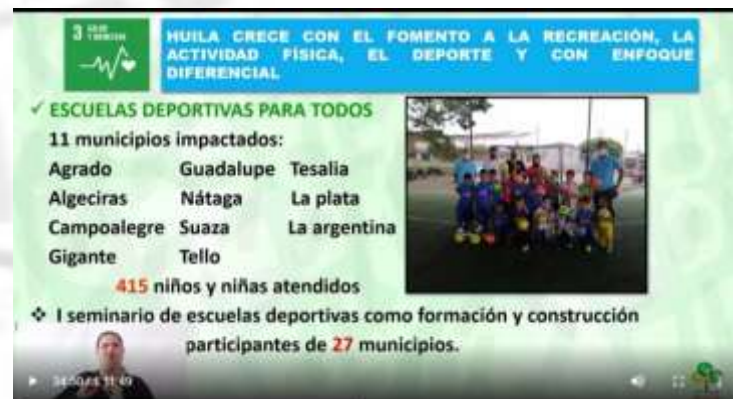 3 SALUD
Y BIENESTAR
HUILA CRECE CON EL FOMENTO A LA RECREACIÓN, LA
ACTIVIDAD FÍSICA, EL DEPORTE Y CON ENFOQUE
DIFERENCIAL
✓ ESCUELAS DEPORTIVAS PARA TODOS
11 municipios impactados:
Agrado Guadalupe Tesalia
Algeciras Nátaga La plata
Campoalegre Suaza La argentina
Gigante Tello
415 niños y niñas atendidos
❖ I seminario de escuelas deportivas como formación y construcción
participantes de 27 municipios.